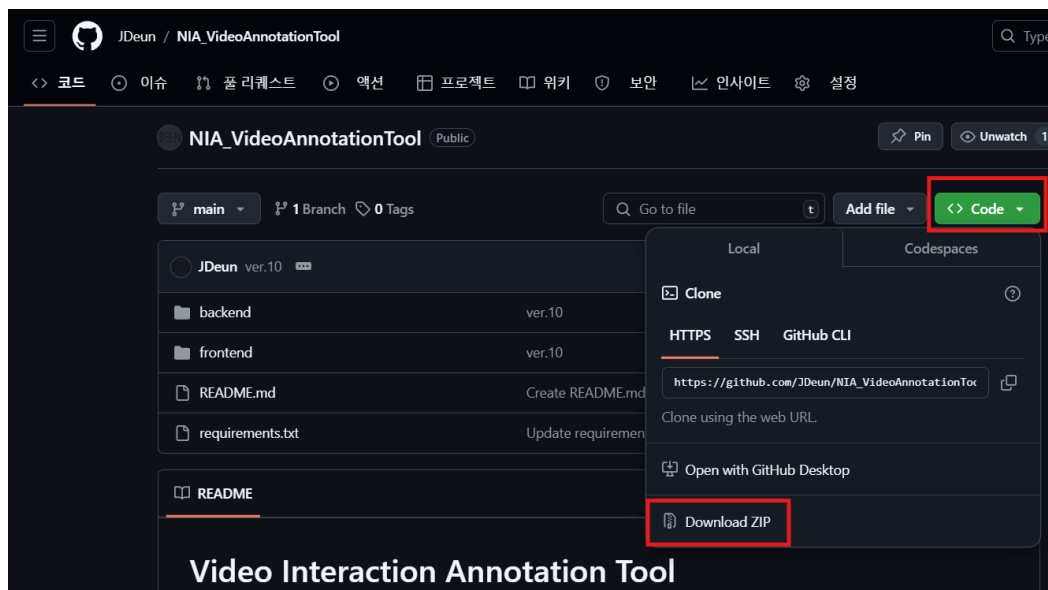 JDeun / NIA_VideoAnnotationTool
Type
<> 코드 이슈 풀 리퀘스트 액션 프로젝트 위키 보안 인사이트 설정
NIA_VideoAnnotationTool Public
Pin Unwatch 1
main 1 Branch 0 Tags
Go to file t Add file <> Code
Local Codespaces
JDeun ver.10
Clone
backend ver.10
HTTPS SSH GitHub CLI
frontend ver.10
https://github.com/JDeun/NIA_VideoAnnotationToc
README.md Create README.md
Clone using the web URL.
requirements.txt Update requiremen
Open with GitHub Desktop
README
Download ZIP
Video Interaction Annotation Tool